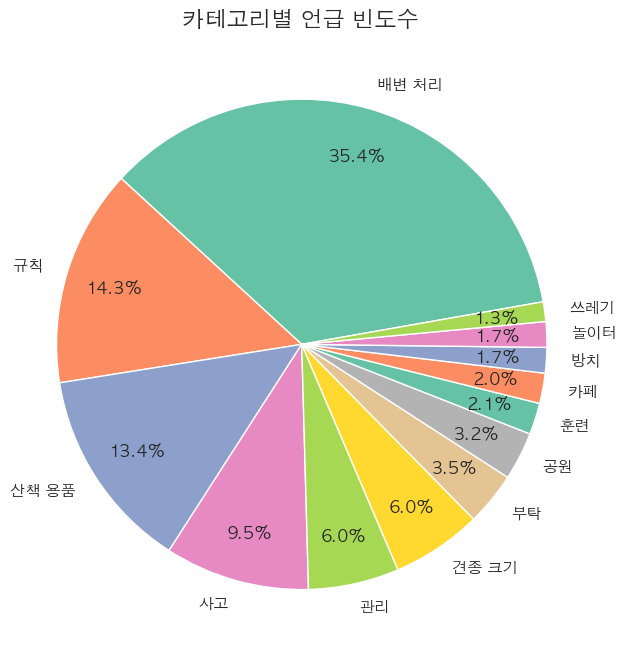 카테고리별 언급 빈도수
배변 처리
35.4%
규칙
14.3%
산책 용품
13.4%
사고
9.5%
관리
6.0%
견종 크기
6.0%
부탁
3.5%
공원
3.2%
훈련
2.1%
카페
2.0%
방치
1.7%
놀이터
1.7%
쓰레기
1.3%